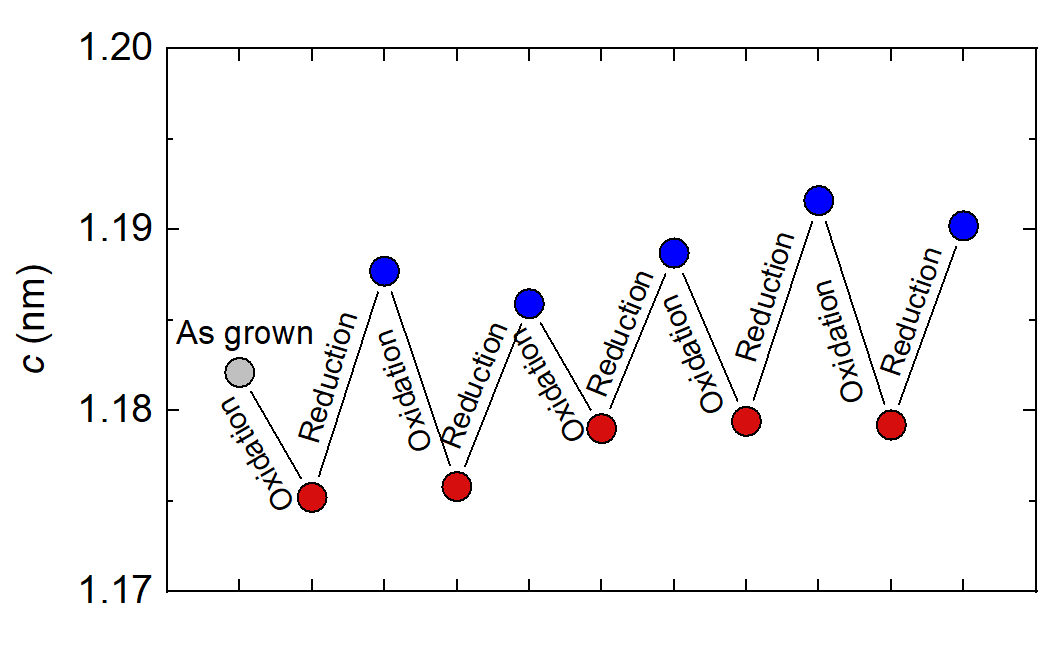 1.20
1.19
1.18
1.17
c (nm)
As grown
Oxidation
Reduction
Oxidation
Reduction
Oxidation
Reduction
Oxidation
Reduction
Oxidation
Reduction